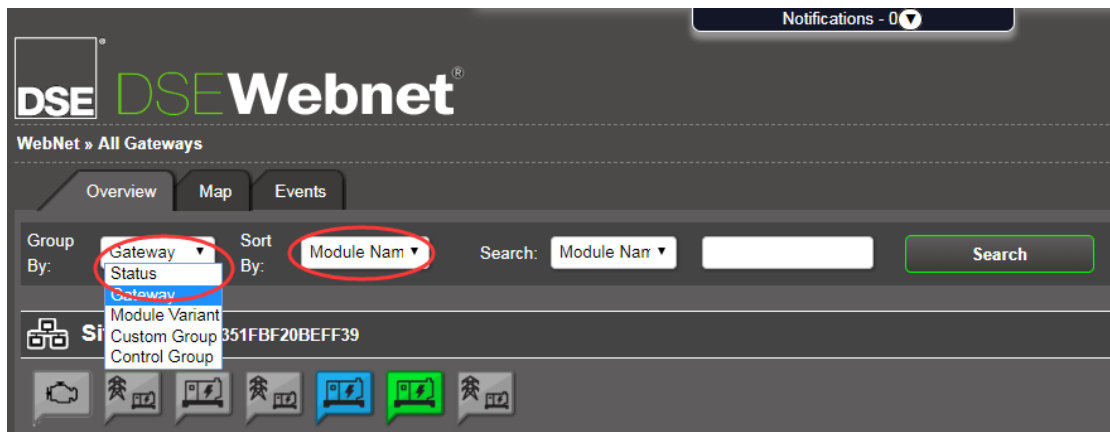 Notifications - 0
DSE ®
DSEWebnet®
WebNet » All Gateways
Overview Map Events
Group By: Gateway Sort By: Module Nam Search: Module Nam Search
Status
Gateway
Module Variant
Custom Group
Control Group
351FBF20BEFF39